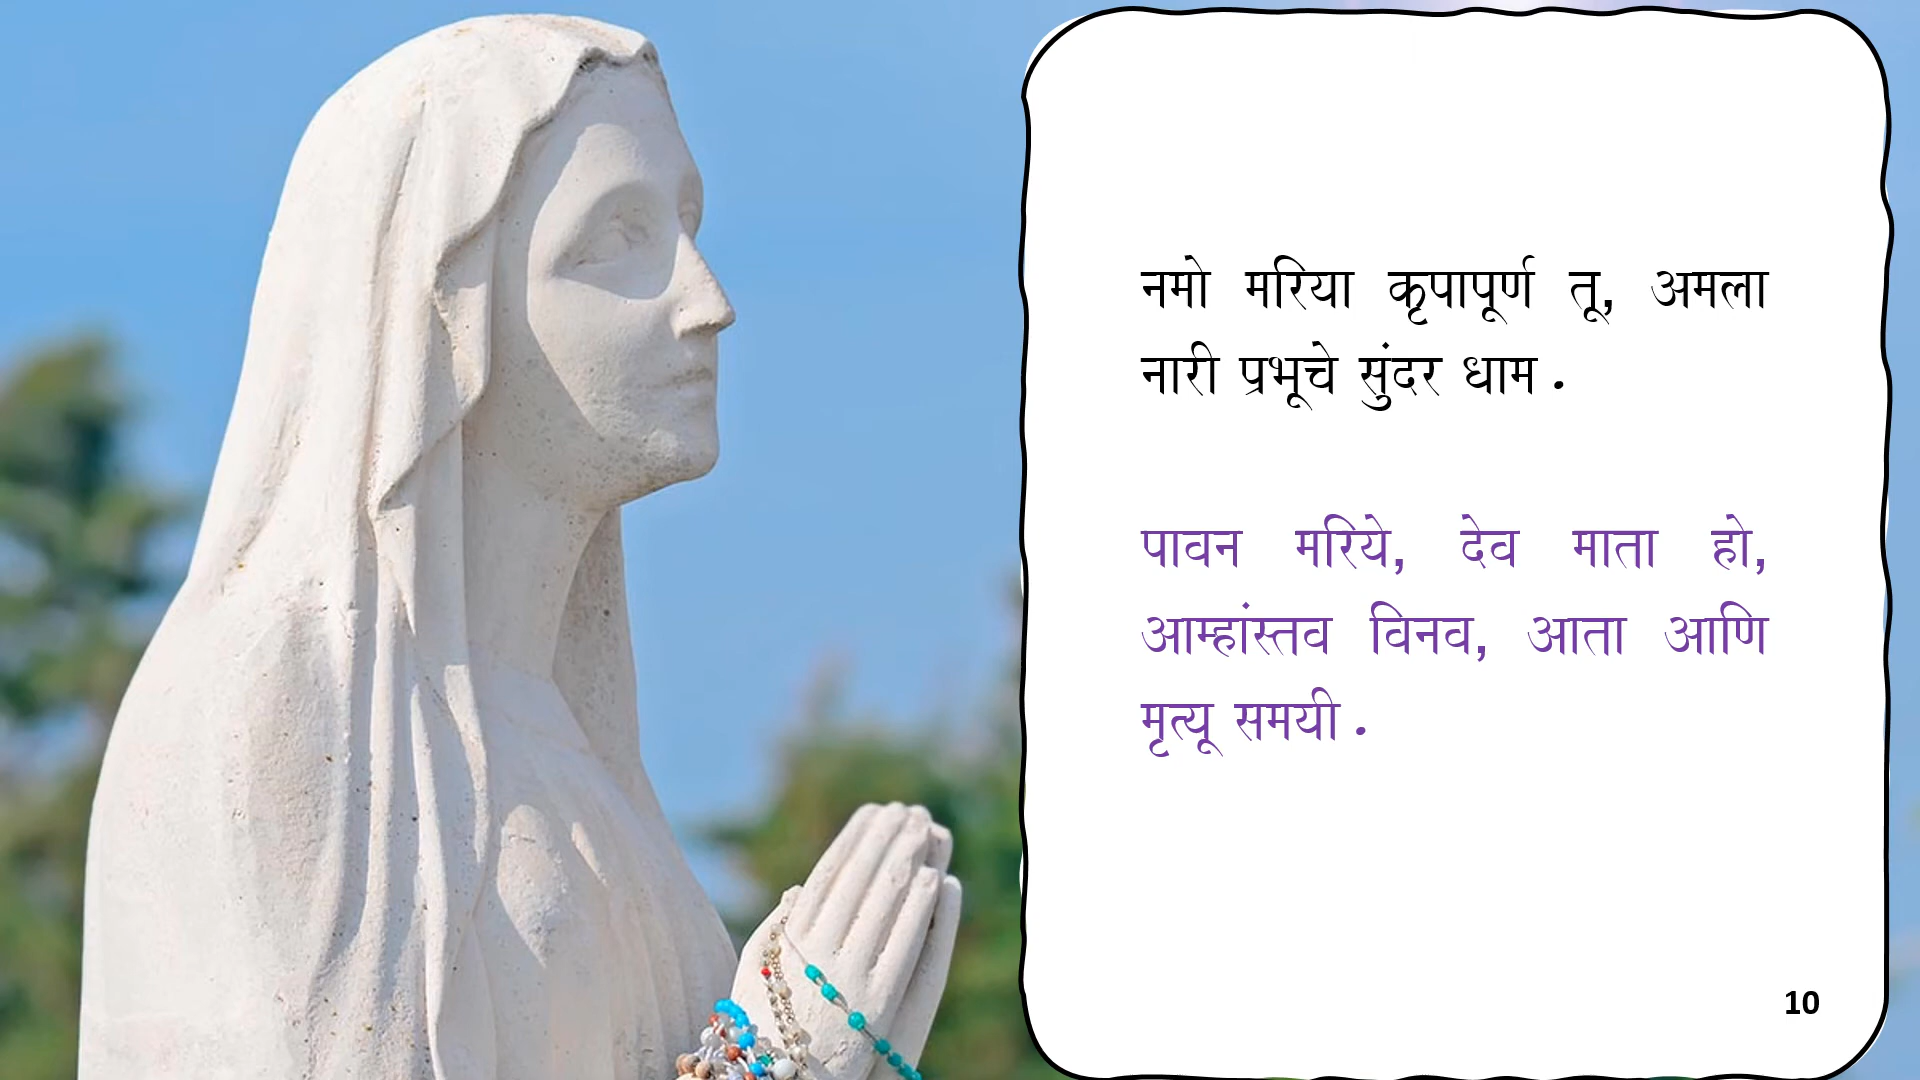 नमो मरिया कृपापूर्ण तू, अमला
नारी प्रभूचे सुंदर धाम.
पावन मरिये, देव माता हो,
आम्हांस्तव विनव, आता आणि
मृत्यू समयी.
10